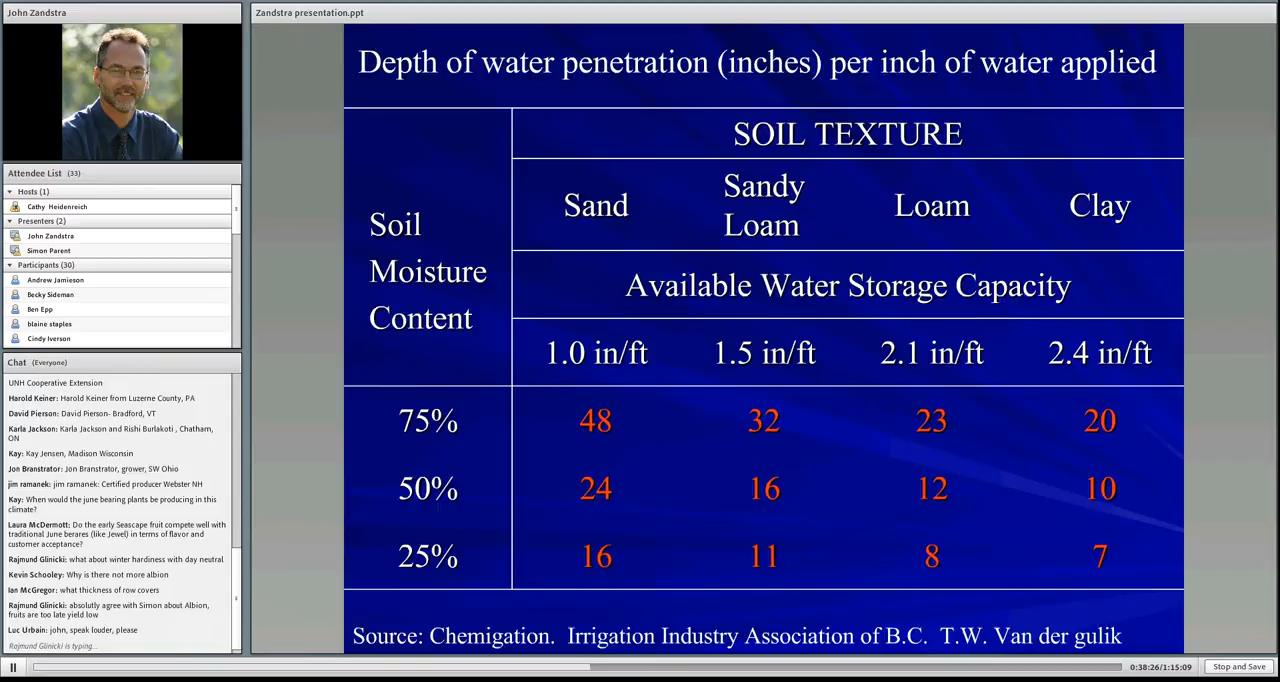 John Zandstra
Attendee List (33)
Hosts (1)
Cathy Heidenreich
Presenters (2)
John Zandstra
Simon Parent
Participants (30)
Andrew Jamieson
Becky Sideman
Ben Epp
blaine staples
Cindy Iverson
Chat (Everyone)
UNH Cooperative Extension
Harold Keiner: Harold Keiner from Luzerne County, PA
David Pierson: David Pierson- Bradford, VT
Karla Jackson: Karla Jackson and Rishi Burlakoti , Chatham,
ON
Kay: Kay Jensen, Madison Wisconsin
Jon Branstrator: Jon Branstrator, grower, SW Ohio
jim ramanek: jim ramanek: Certified producer Webster NH
Kay: When would the june bearing plants be producing in this
climate?
Laura McDermott: Do the early Seascape fruit compete well with
traditional June berares (like Jewel) in terms of flavor and
customer acceptance?
Rajmund Glinicki: what about winter hardiness with day neutral
Kevin Schooley: Why is there not more albion
Ian McGregor: what thickness of row covers
Rajmund Glinicki: absolutly agree with Simon about Albion,
fruits are too late yield low
Luc Urbain: john, speak louder, please
Rajmund Glinicki is typing...
Zandstra presentation.ppt
Depth of water penetration (inches) per inch of water applied
Soil
Moisture
Content
SOIL TEXTURE
Sand Sandy Loam Loam Clay
Available Water Storage Capacity
1.0 in/ft 1.5 in/ft 2.1 in/ft 2.4 in/ft
75% 48 32 23 20
50% 24 16 12 10
25% 16 11 8 7
Source: Chemigation. Irrigation Industry Association of B.C. T.W. Van der gulik
0:38:26/1:15:09
Stop and Save